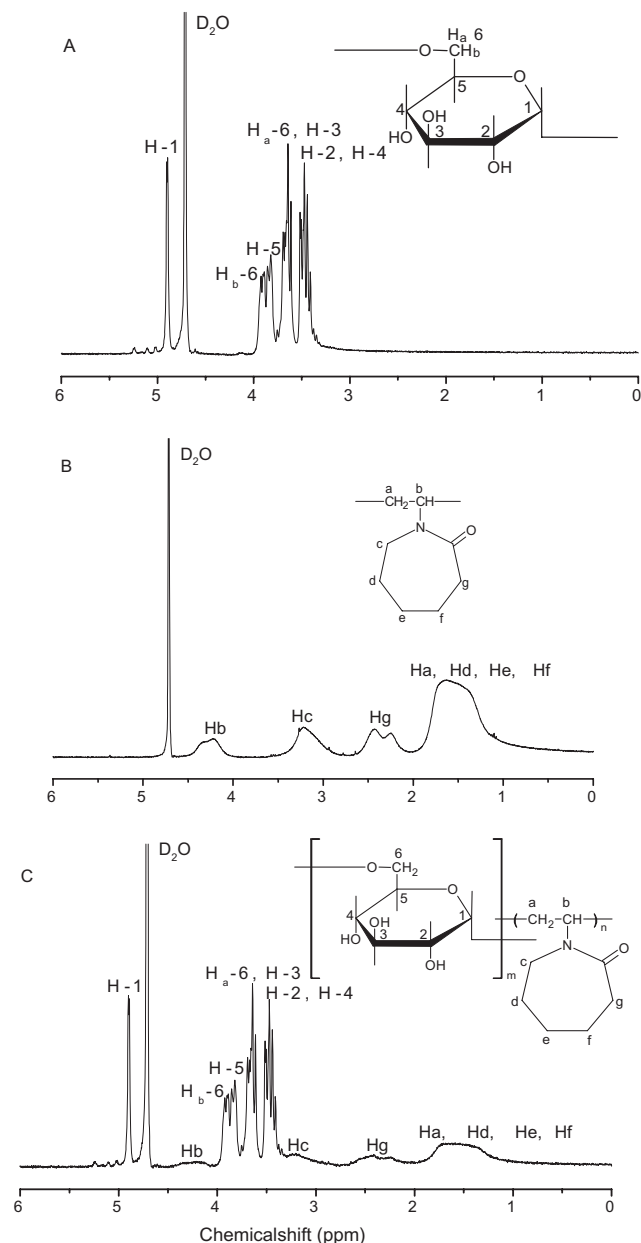 A
D₂O
Hₐ 6
O—CH_b
5
O
4
OH
HO
3
2
1
OH
H-1
Hₐ-6, H-3
H-2, H-4
H-5
H_b-6
6 5 4 3 2 1 0
B
D₂O
a b
CH₂-CH
N
O
c
d
g
e
f
Ha, Hd, He, Hf
Hb
Hc
Hg
6 5 4 3 2 1 0
C
D₂O
6
O—CH₂
5
O
4
OH
HO
3
2
1
OH
m
a b
CH₂-CH
n
N
O
c
d
g
e
f
H-1
Hₐ-6, H-3
H-2, H-4
H-5
H_b-6
Hb
Hc
Hg
Ha, Hd, He, Hf
6 5 4 3 2 1 0
Chemicalshift (ppm)